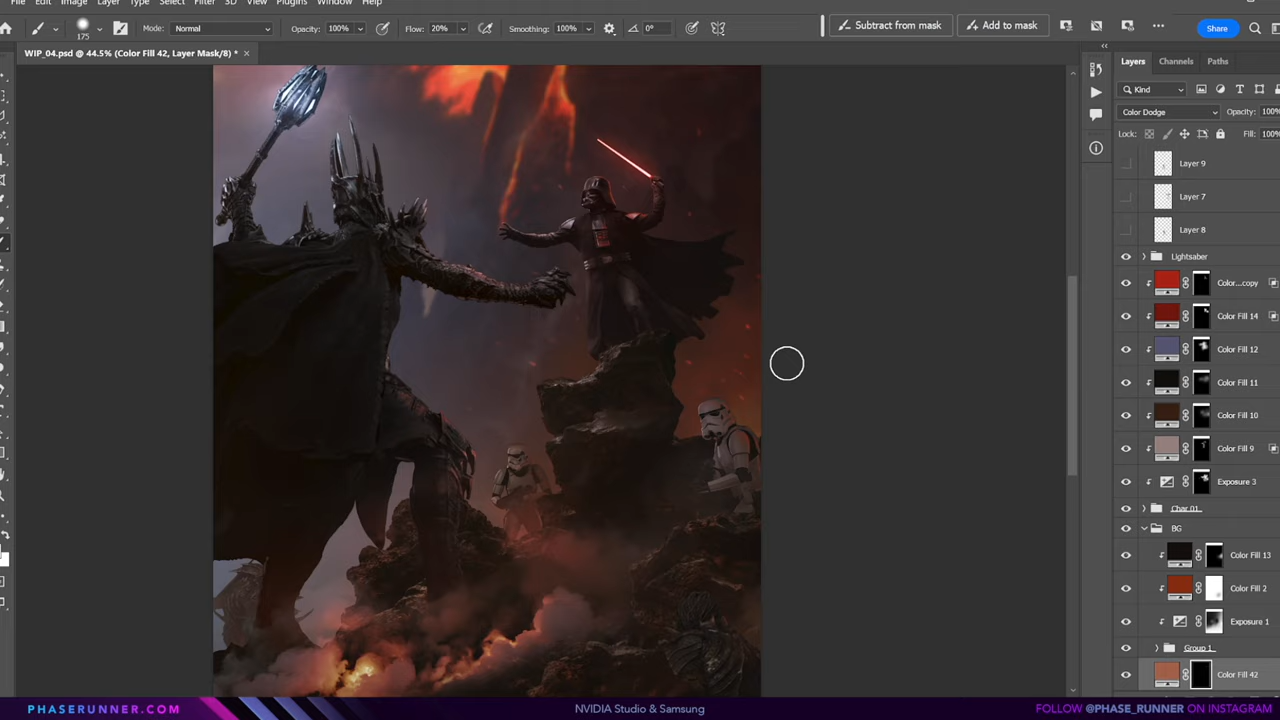 File Edit Image Layer Type Select Filter 3D View Plugins Window Help
175 Mode: Normal Opacity: 100% Flow: 20% Smoothing: 100% 0° Subtract from mask Add to mask Share
WIP_04.psd @ 44.5% (Color Fill 42, Layer Mask/8) *
Layers Channels Paths
Kind
Color Dodge Opacity: 100%
Lock: Fill: 100%
Layer 9
Layer 7
Layer 8
Lightsaber
Color...copy
Color Fill 14
Color Fill 12
Color Fill 11
Color Fill 10
Color Fill 9
Exposure 3
Char 01
BG
Color Fill 13
Color Fill 2
Exposure 1
Group 1
Color Fill 42
PHASERUNNER.COM NVIDIA Studio & Samsung FOLLOW @PHASE_RUNNER ON INSTAGRAM